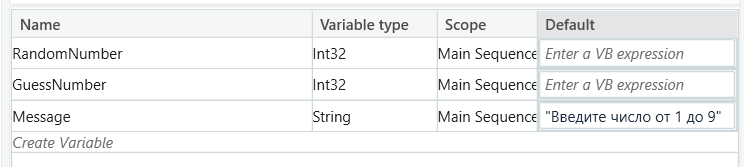 Name Variable type Scope Default
RandomNumber Int32 Main Sequence Enter a VB expression
GuessNumber Int32 Main Sequence Enter a VB expression
Message String Main Sequence "Введите число от 1 до 9"
Create Variable